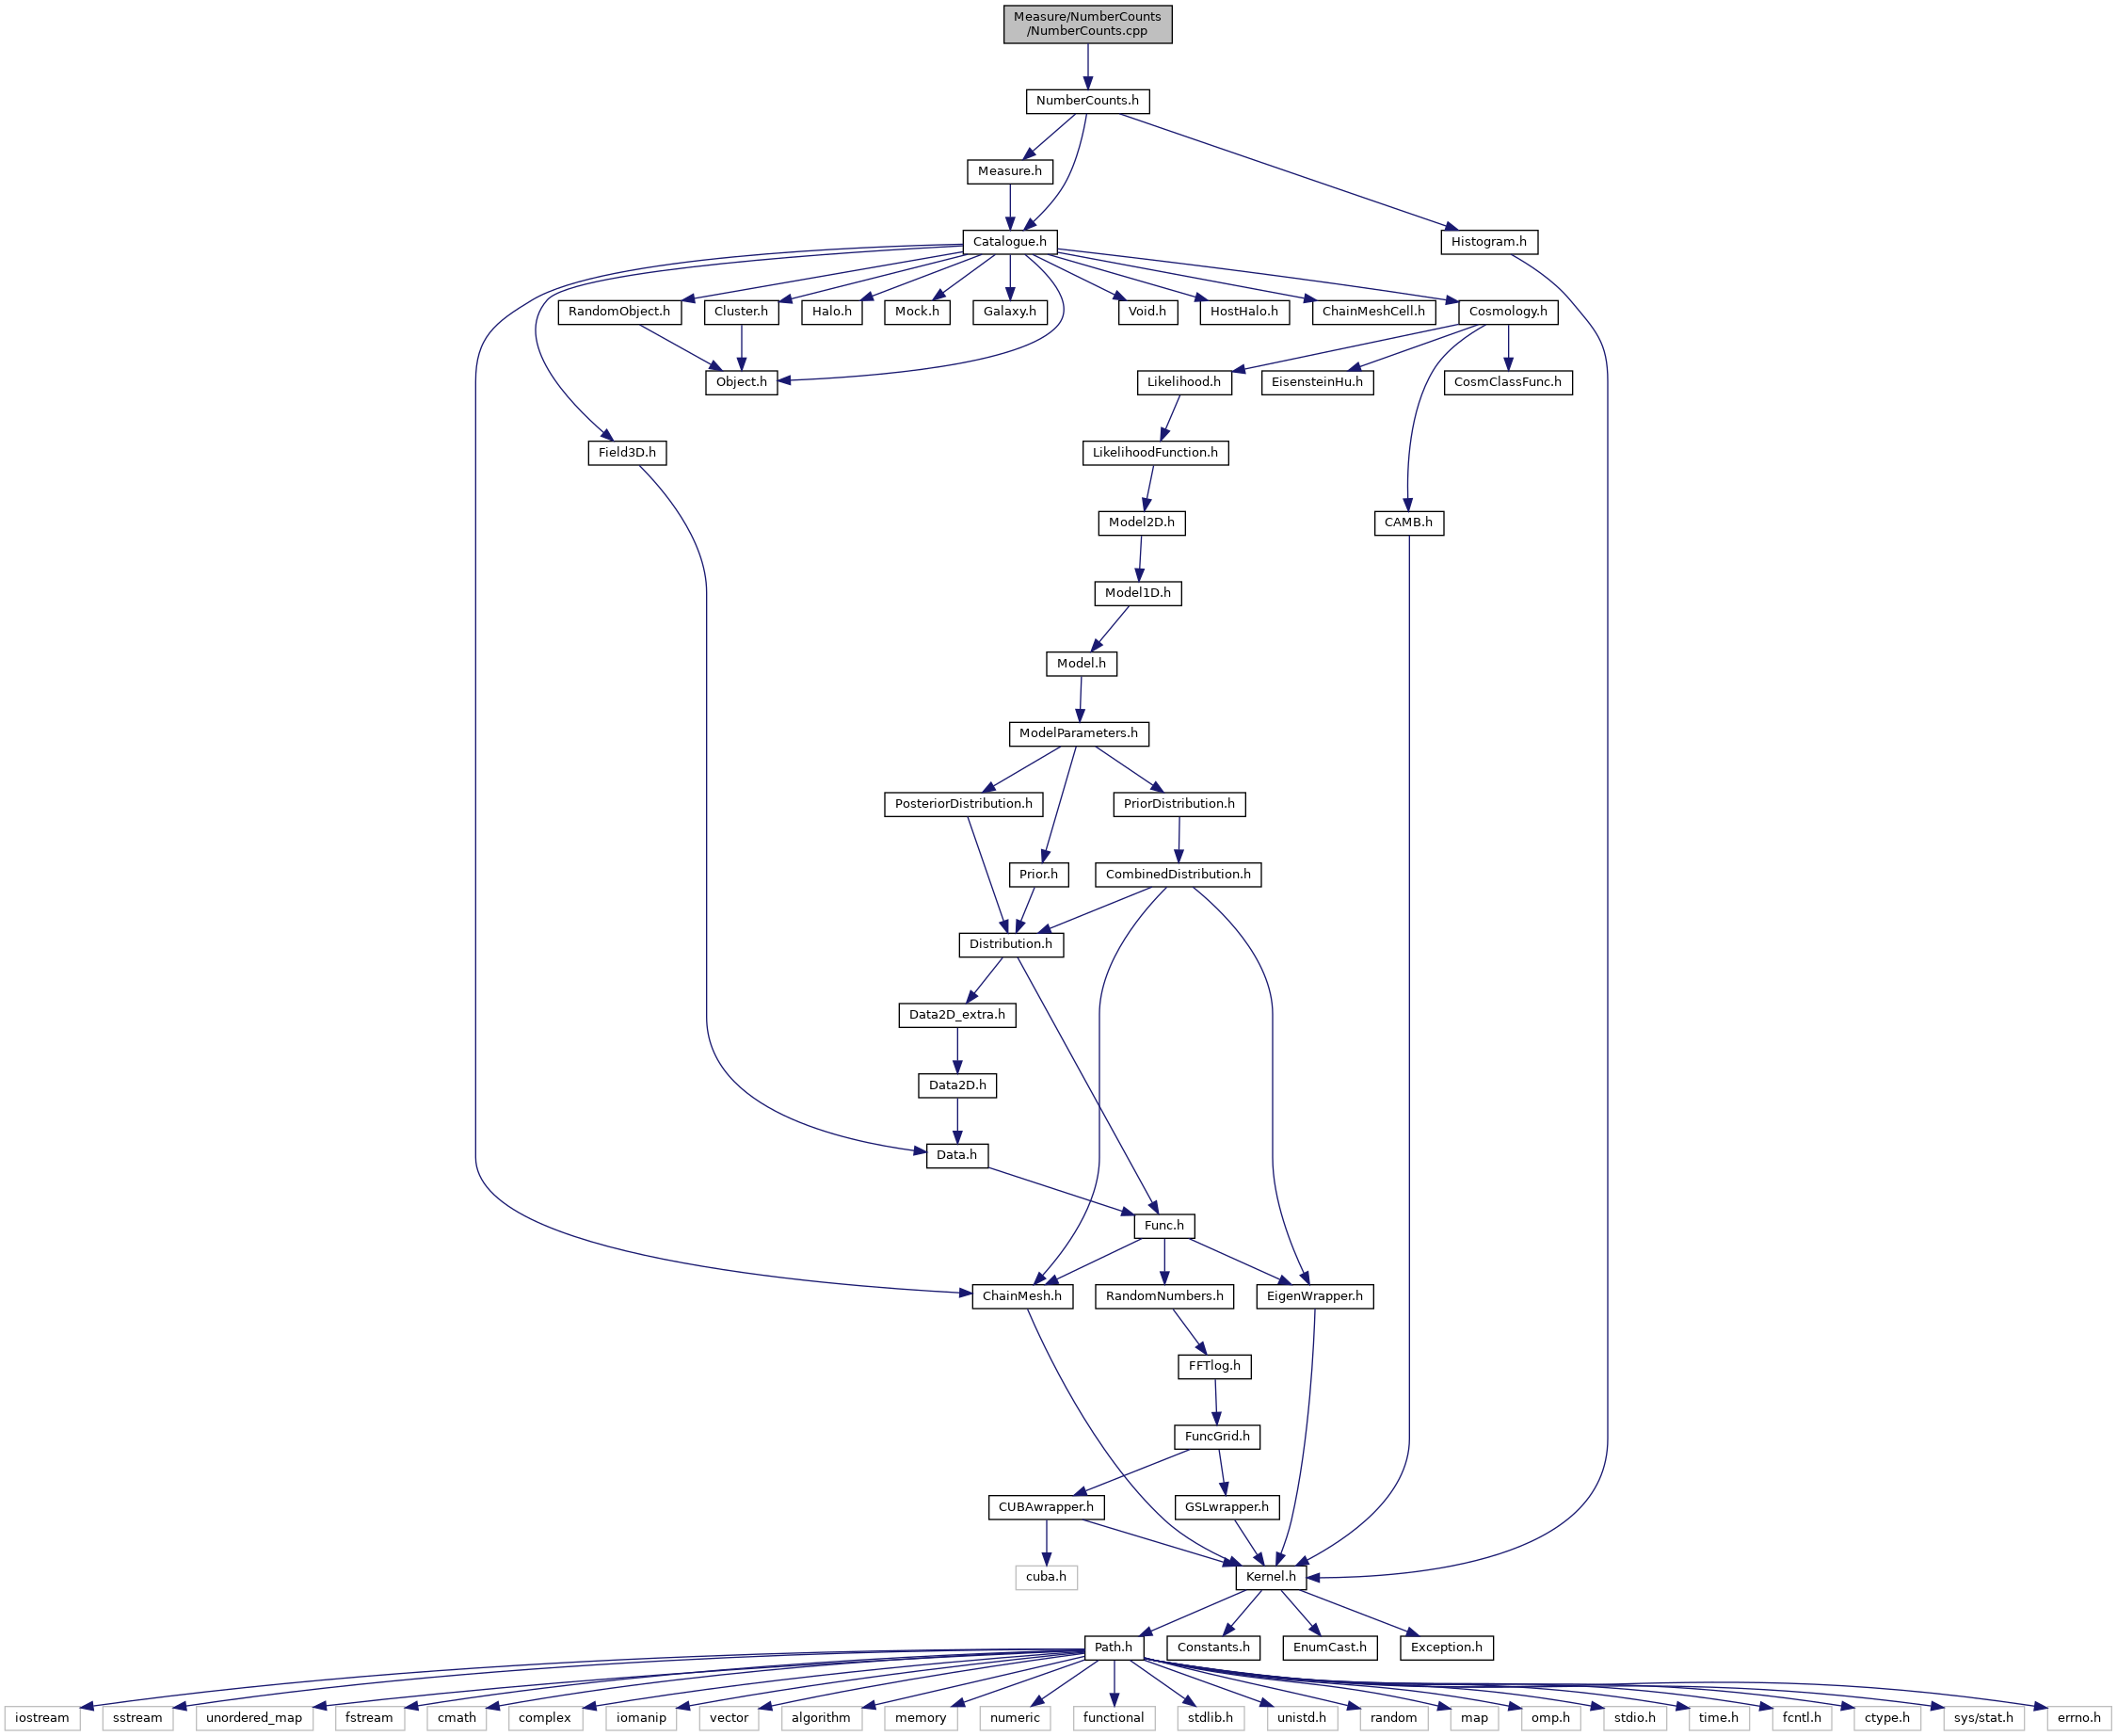 Measure/NumberCounts
/NumberCounts.cpp
NumberCounts.h
Measure.h
Catalogue.h
Histogram.h
RandomObject.h
Cluster.h
Halo.h
Mock.h
Galaxy.h
Void.h
HostHalo.h
ChainMeshCell.h
Cosmology.h
Object.h
Likelihood.h
EisensteinHu.h
CosmClassFunc.h
Field3D.h
LikelihoodFunction.h
Model2D.h
CAMB.h
Model1D.h
Model.h
ModelParameters.h
PosteriorDistribution.h
PriorDistribution.h
Prior.h
CombinedDistribution.h
Distribution.h
Data2D_extra.h
Data2D.h
Data.h
Func.h
ChainMesh.h
RandomNumbers.h
EigenWrapper.h
FFTlog.h
FuncGrid.h
CUBAwrapper.h
GSLwrapper.h
cuba.h
Kernel.h
Path.h
Constants.h
EnumCast.h
Exception.h
iostream
sstream
unordered_map
fstream
cmath
complex
iomanip
vector
algorithm
memory
numeric
functional
stdlib.h
unistd.h
random
map
omp.h
stdio.h
time.h
fcntl.h
ctype.h
sys/stat.h
errno.h